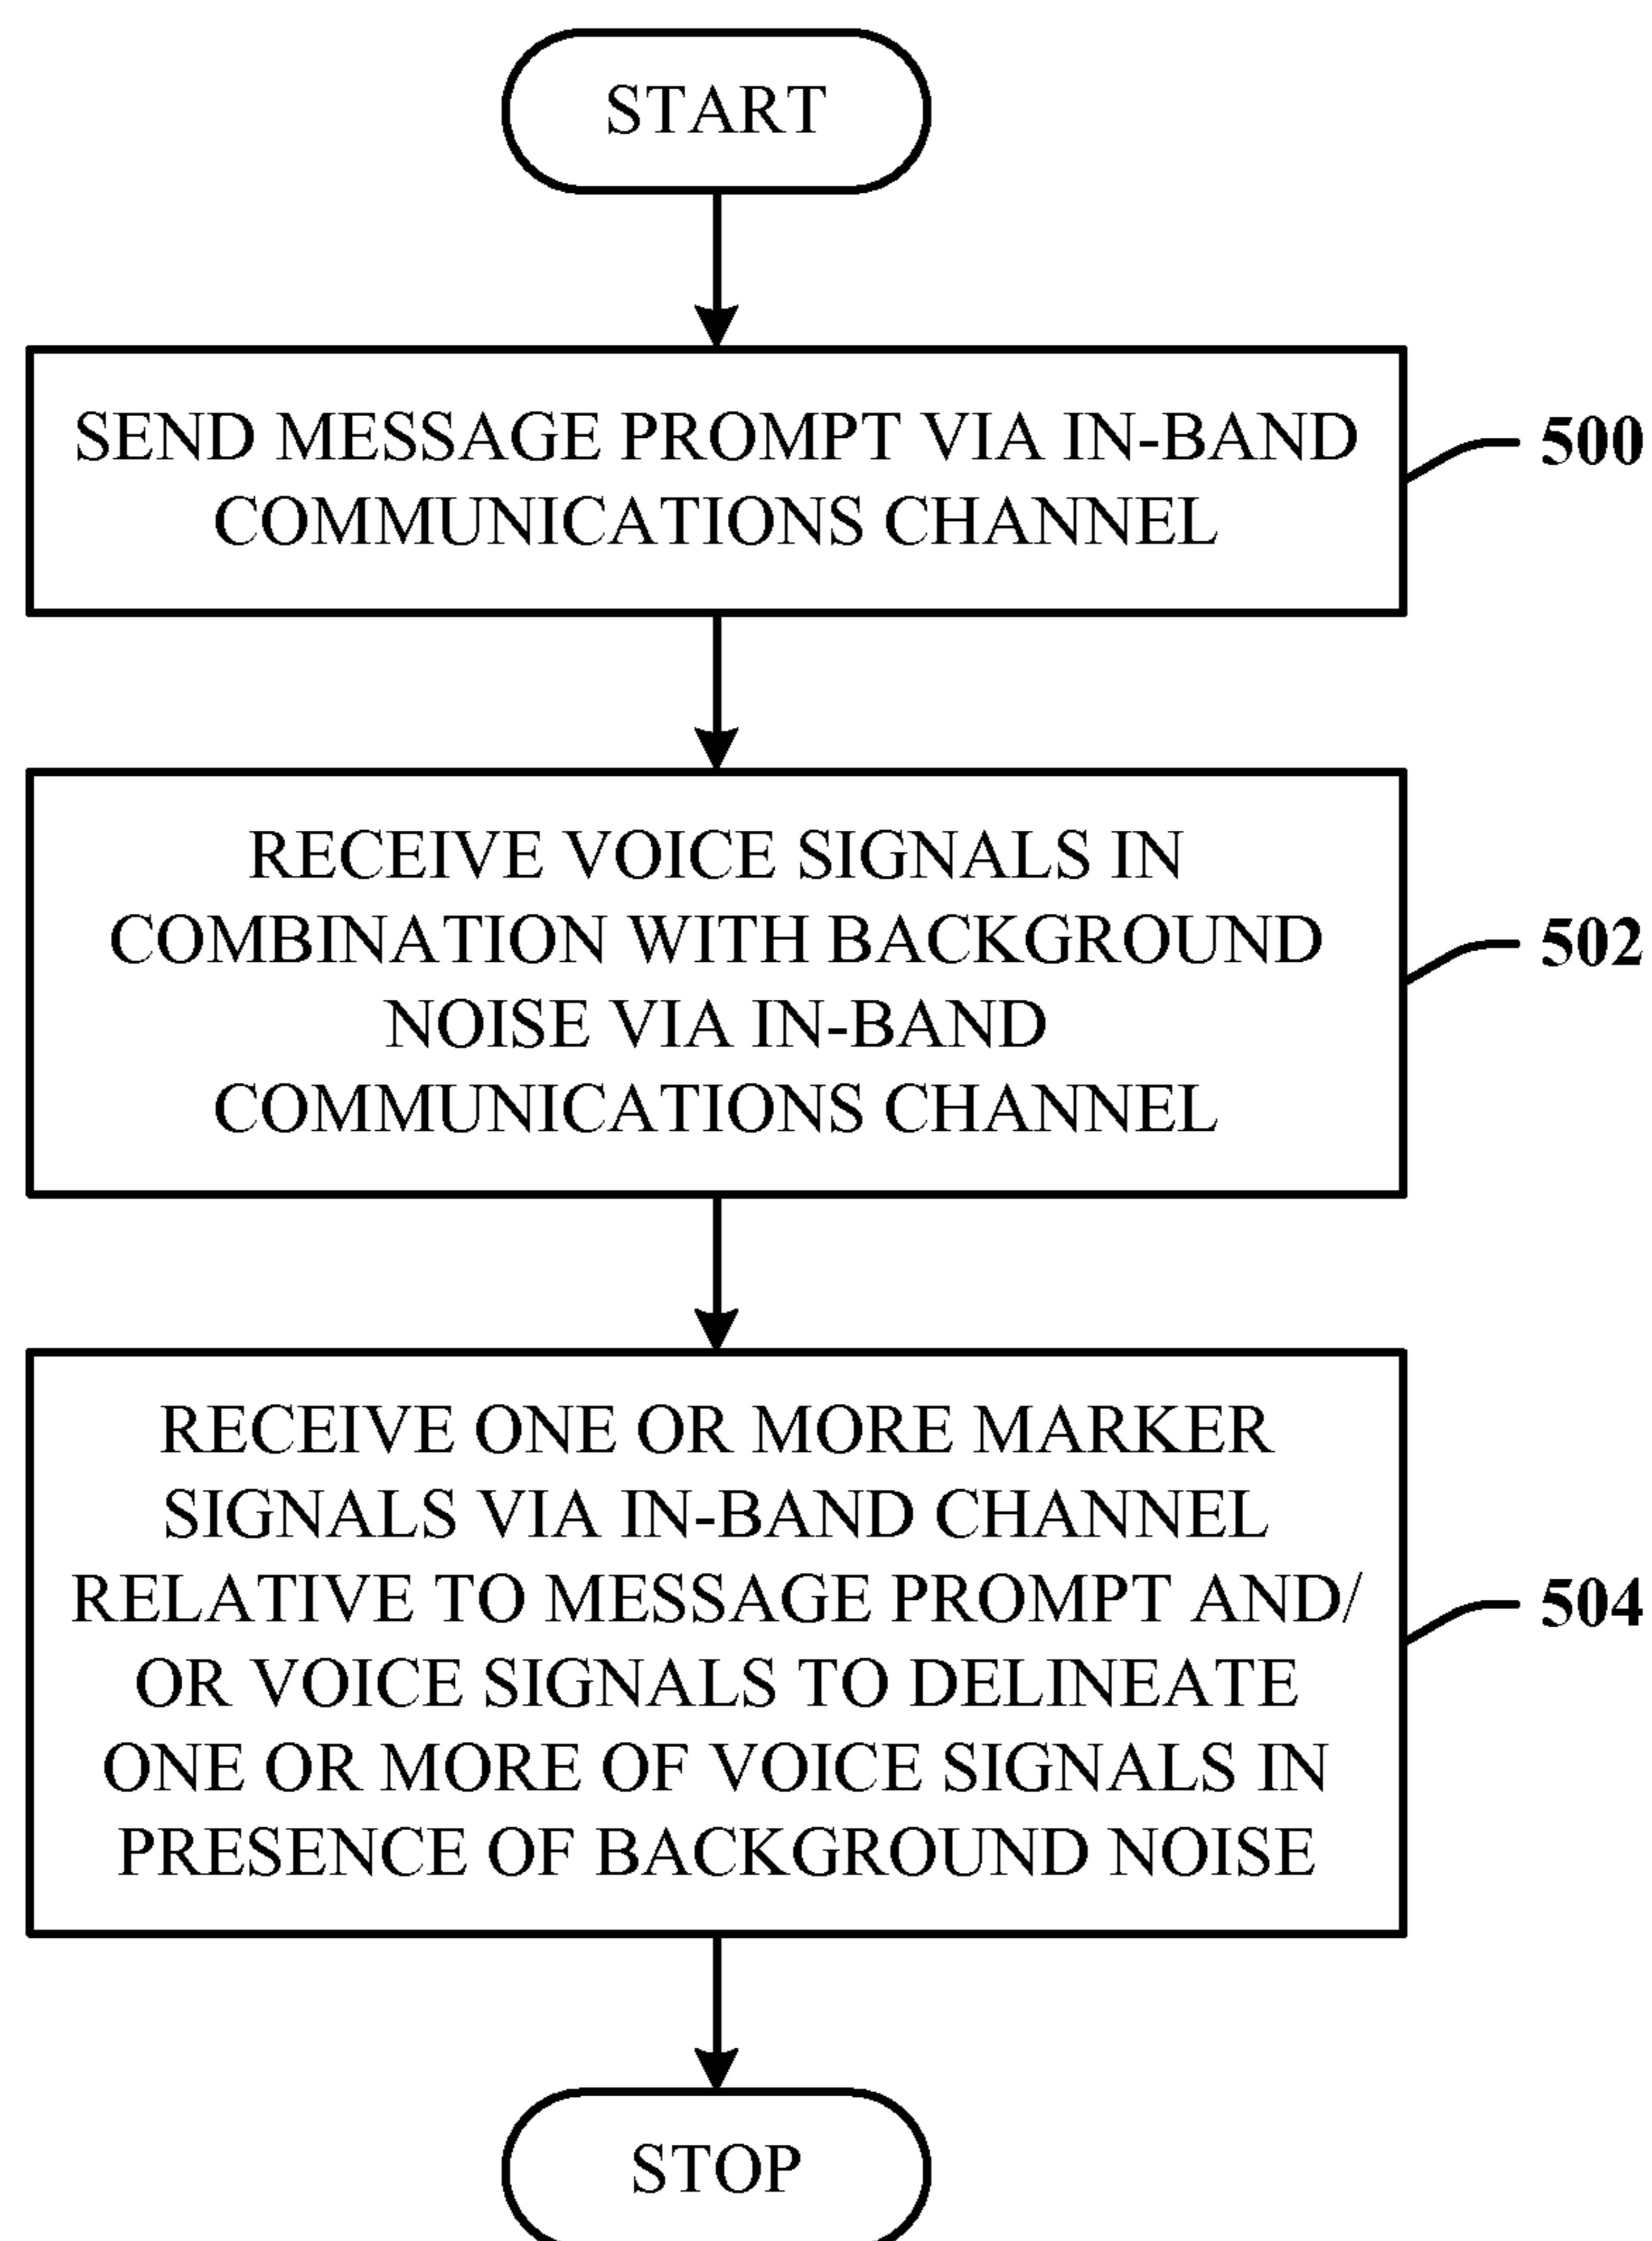 START
SEND MESSAGE PROMPT VIA IN-BAND
COMMUNICATIONS CHANNEL
500
RECEIVE VOICE SIGNALS IN
COMBINATION WITH BACKGROUND
NOISE VIA IN-BAND
COMMUNICATIONS CHANNEL
502
RECEIVE ONE OR MORE MARKER
SIGNALS VIA IN-BAND CHANNEL
RELATIVE TO MESSAGE PROMPT AND/
OR VOICE SIGNALS TO DELINEATE
ONE OR MORE OF VOICE SIGNALS IN
PRESENCE OF BACKGROUND NOISE
504
STOP